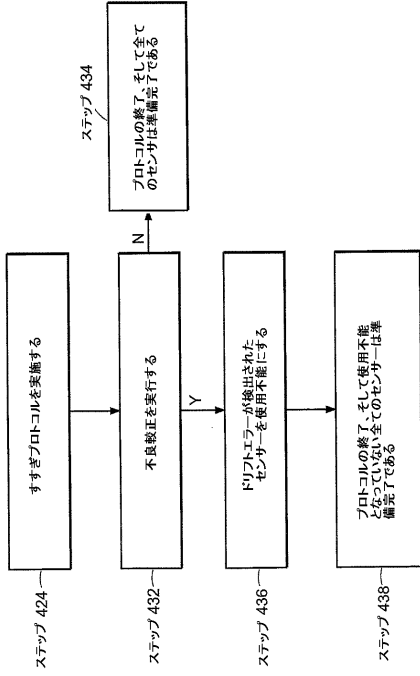 ステップ 424
すすぎプロトコルを実施する
ステップ 432
不良較正を実行する
N
ステップ 434
プロトコルの終了、そして全て
のセンサは準備完了である
Y
ステップ 436
ドリフトエラーが検出された
センサーを使用不能にする
ステップ 438
プロトコルの終了、そして使用不能
となっていない全てのセンサーは準
備完了である